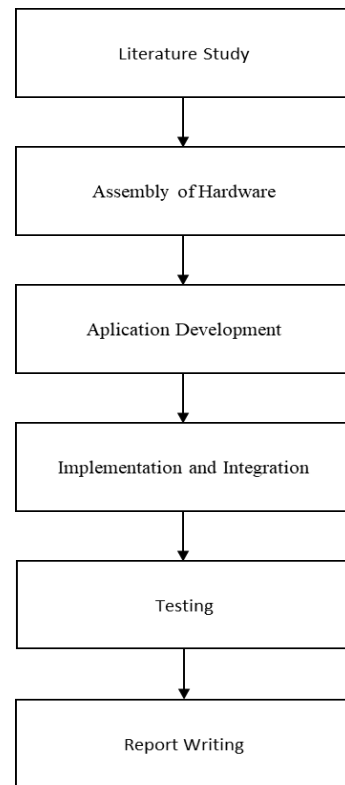 Literature Study
Assembly of Hardware
Aplication Development
Implementation and Integration
Testing
Report Writing